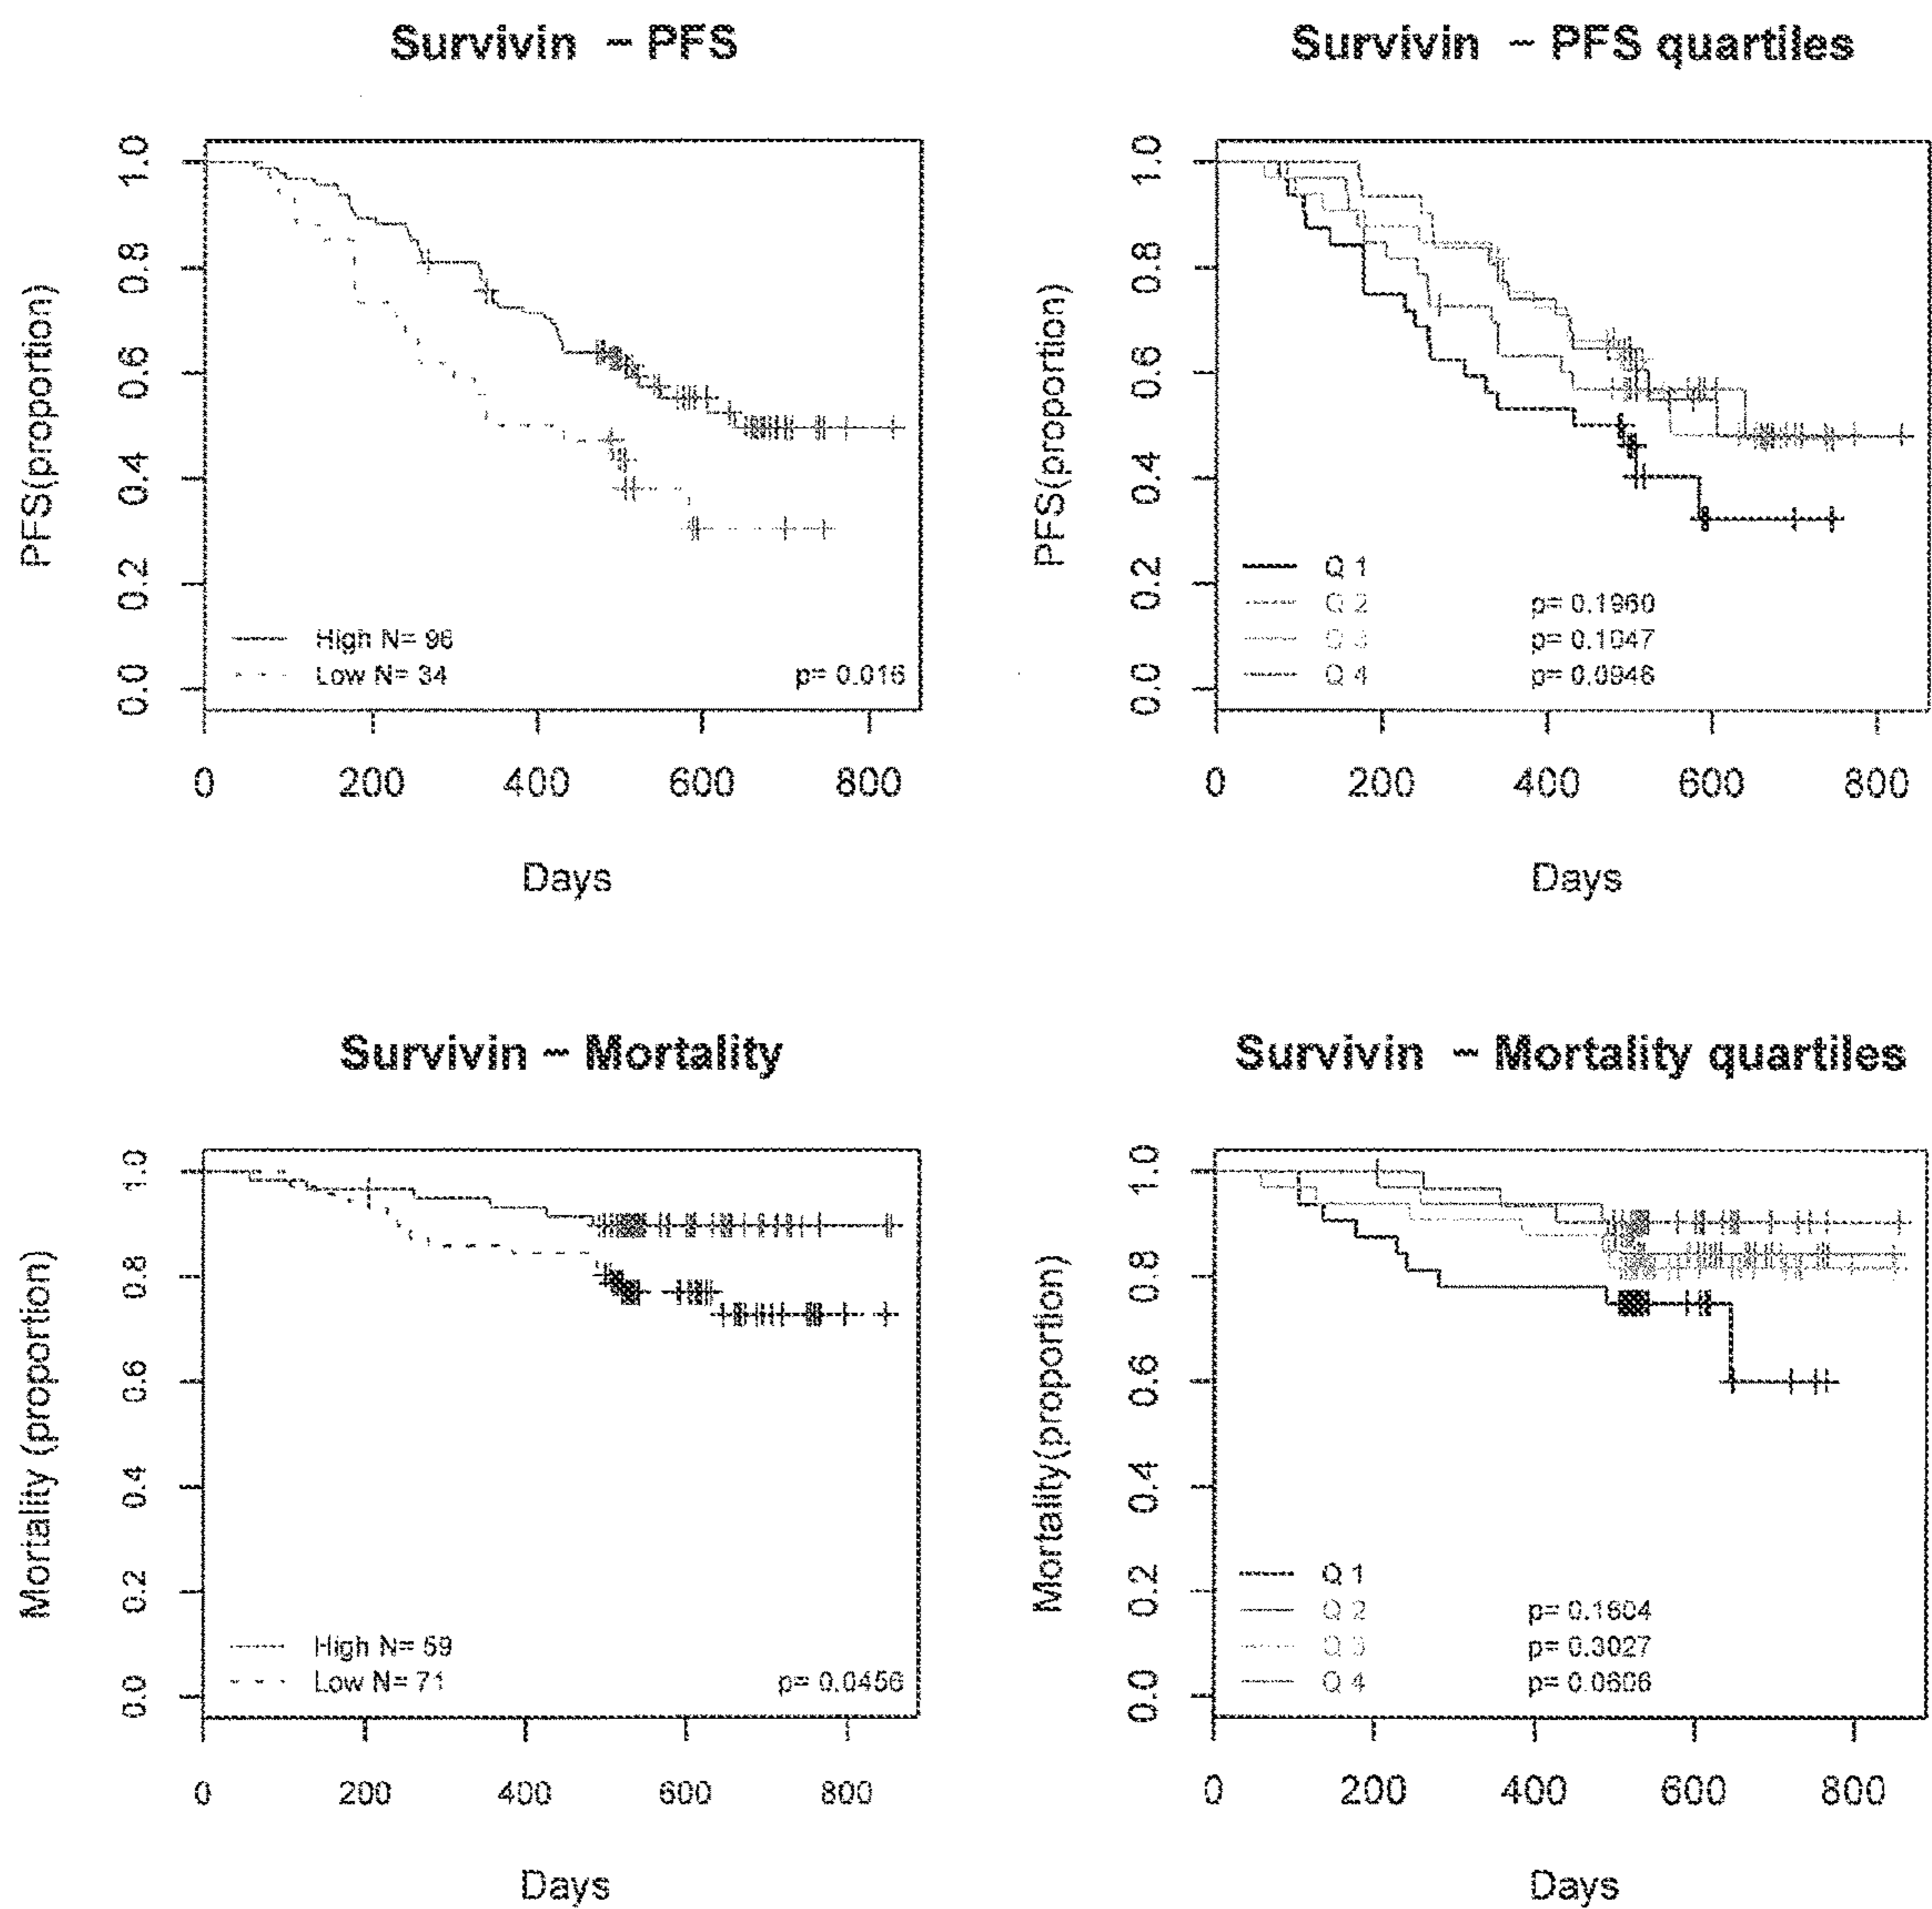 Survivin – PFS
PFS(proportion)
1.0
0.8
0.6
0.4
0.2
0.0
High N= 96
Low N= 34
p= 0.016
0 200 400 600 800
Days
Survivin – PFS quartiles
PFS(proportion)
1.0
0.8
0.6
0.4
0.2
0.0
Q 1
Q 2 p= 0.1960
Q 3 p= 0.1047
Q 4 p= 0.0946
0 200 400 600 800
Days
Survivin – Mortality
Mortality (proportion)
1.0
0.8
0.6
0.4
0.2
0.0
High N= 59
Low N= 71
p= 0.0456
0 200 400 600 800
Days
Survivin – Mortality quartiles
Mortality(proportion)
1.0
0.8
0.6
0.4
0.2
0.0
Q 1
Q 2 p= 0.1604
Q 3 p= 0.3027
Q 4 p= 0.0606
0 200 400 600 800
Days